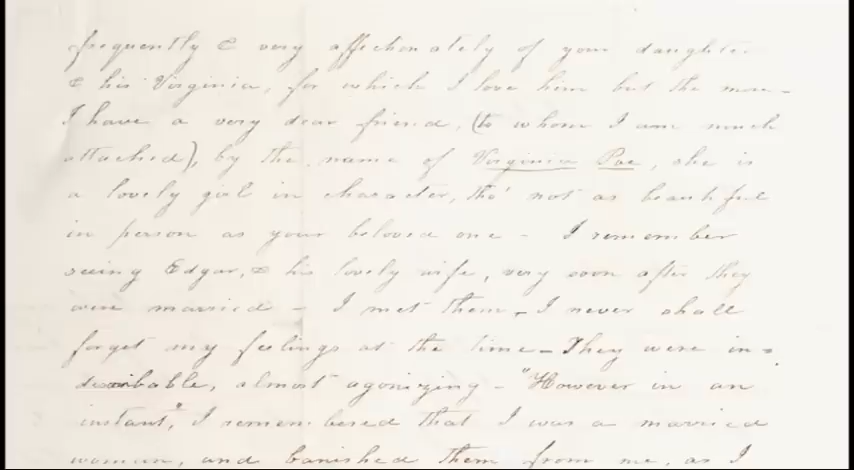 frequently & very affectionately of your daughter
& his Virginia, for which I love him but the more -
I have a very dear friend, (to whom I am much
attached), by the name of Virginia Poe, she is
a lovely girl in character, tho' not as beautiful
in person as your beloved one - I remember
seeing Edgar, & his lovely wife, very soon after they
were married - I met them - I never shall
forget my feelings at the time - They were in-
describable, almost agonizing - "However in an
instant", I remembered that I was a married
woman, and banished them from me, as I